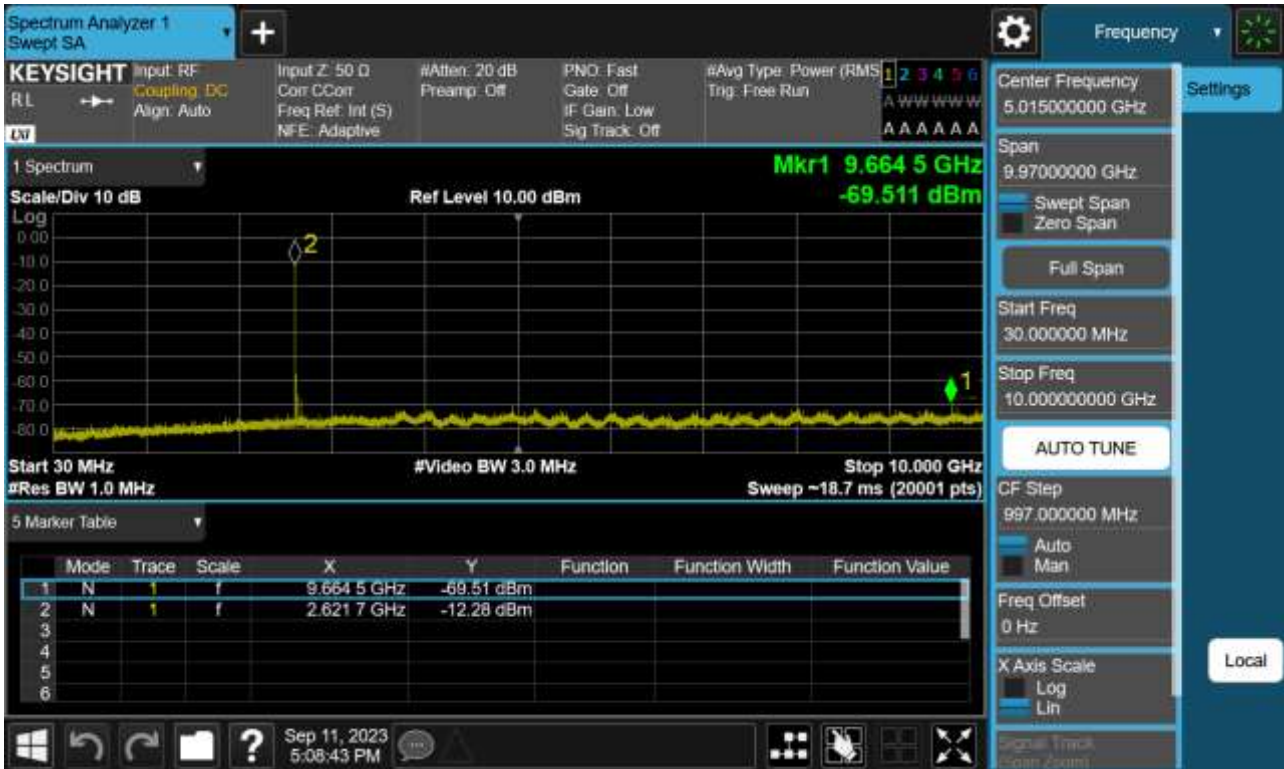 Spectrum Analyzer 1
Swept SA
Frequency
KEYSIGHT
RL
Input: RF
Coupling: DC
Align: Auto
Input Z: 50 Ω
Corr CCorr
Freq Ref: Int (S)
NFE: Adaptive
#Atten: 20 dB
Preamp: Off
PNO: Fast
Gate: Off
IF Gain: Low
Sig Track: Off
#Avg Type: Power (RMS
Trig: Free Run
1 2 3 4 5 6
A W W W W W
A A A A A A
1 Spectrum
Scale/Div 10 dB
Ref Level 10.00 dBm
Mkr1 9.664 5 GHz
-69.511 dBm
Log
0.00
-10.0
-20.0
-30.0
-40.0
-50.0
-60.0
-70.0
-80.0
2
1
Start 30 MHz
#Video BW 3.0 MHz
Stop 10.000 GHz
#Res BW 1.0 MHz
Sweep ~18.7 ms (20001 pts)
5 Marker Table
Mode Trace Scale X Y Function Function Width Function Value
1 N 1 f 9.664 5 GHz -69.51 dBm
2 N 1 f 2.621 7 GHz -12.28 dBm
3
4
5
6
Sep 11, 2023
5:08:43 PM
Center Frequency
5.015000000 GHz
Settings
Span
9.97000000 GHz
Swept Span
Zero Span
Full Span
Start Freq
30.000000 MHz
Stop Freq
10.000000000 GHz
AUTO TUNE
CF Step
997.000000 MHz
Auto
Man
Freq Offset
0 Hz
X Axis Scale
Log
Lin
Signal Track
(Span Zoom)
Local